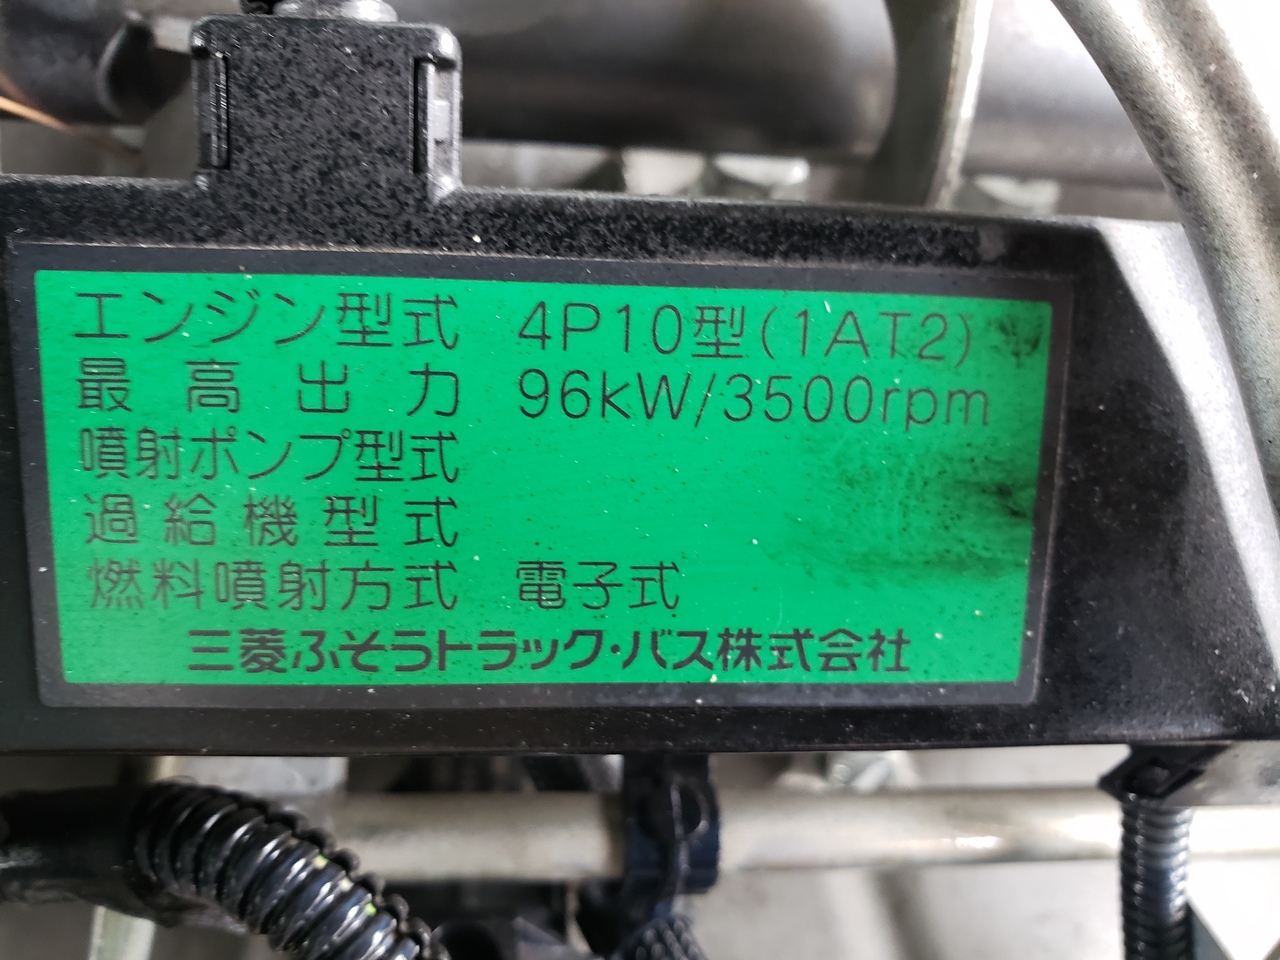 エンジン型式 4P10型(1AT2)
最高出力 96kW/3500rpm
噴射ポンプ型式
過給機型式
燃料噴射方式 電子式
三菱ふそうトラック・バス株式会社